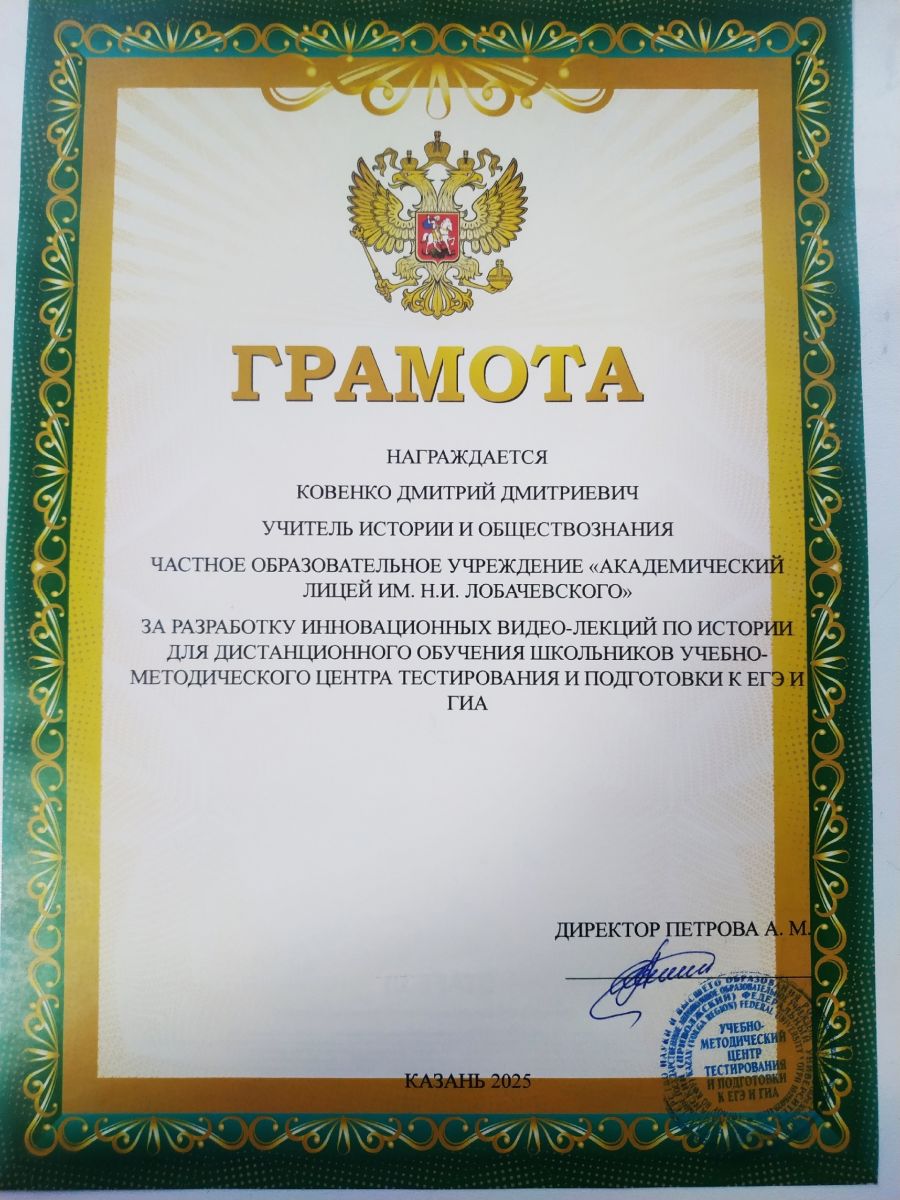 ГРАМОТА
НАГРАЖДАЕТСЯ
КОВЕНКО ДМИТРИЙ ДМИТРИЕВИЧ
УЧИТЕЛЬ ИСТОРИИ И ОБЩЕСТВОЗНАНИЯ
ЧАСТНОЕ ОБРАЗОВАТЕЛЬНОЕ УЧРЕЖДЕНИЕ «АКАДЕМИЧЕСКИЙ
ЛИЦЕЙ ИМ. Н.И. ЛОБАЧЕВСКОГО»
ЗА РАЗРАБОТКУ ИННОВАЦИОННЫХ ВИДЕО-ЛЕКЦИЙ ПО ИСТОРИИ
ДЛЯ ДИСТАНЦИОННОГО ОБУЧЕНИЯ ШКОЛЬНИКОВ УЧЕБНО-
МЕТОДИЧЕСКОГО ЦЕНТРА ТЕСТИРОВАНИЯ И ПОДГОТОВКИ К ЕГЭ И
ГИА
ДИРЕКТОР ПЕТРОВА А. М.
УЧЕБНО-
МЕТОДИЧЕСКИЙ
ЦЕНТР
ТЕСТИРОВАНИЯ
И ПОДГОТОВКИ
К ЕГЭ И ГИА
КАЗАНЬ 2025